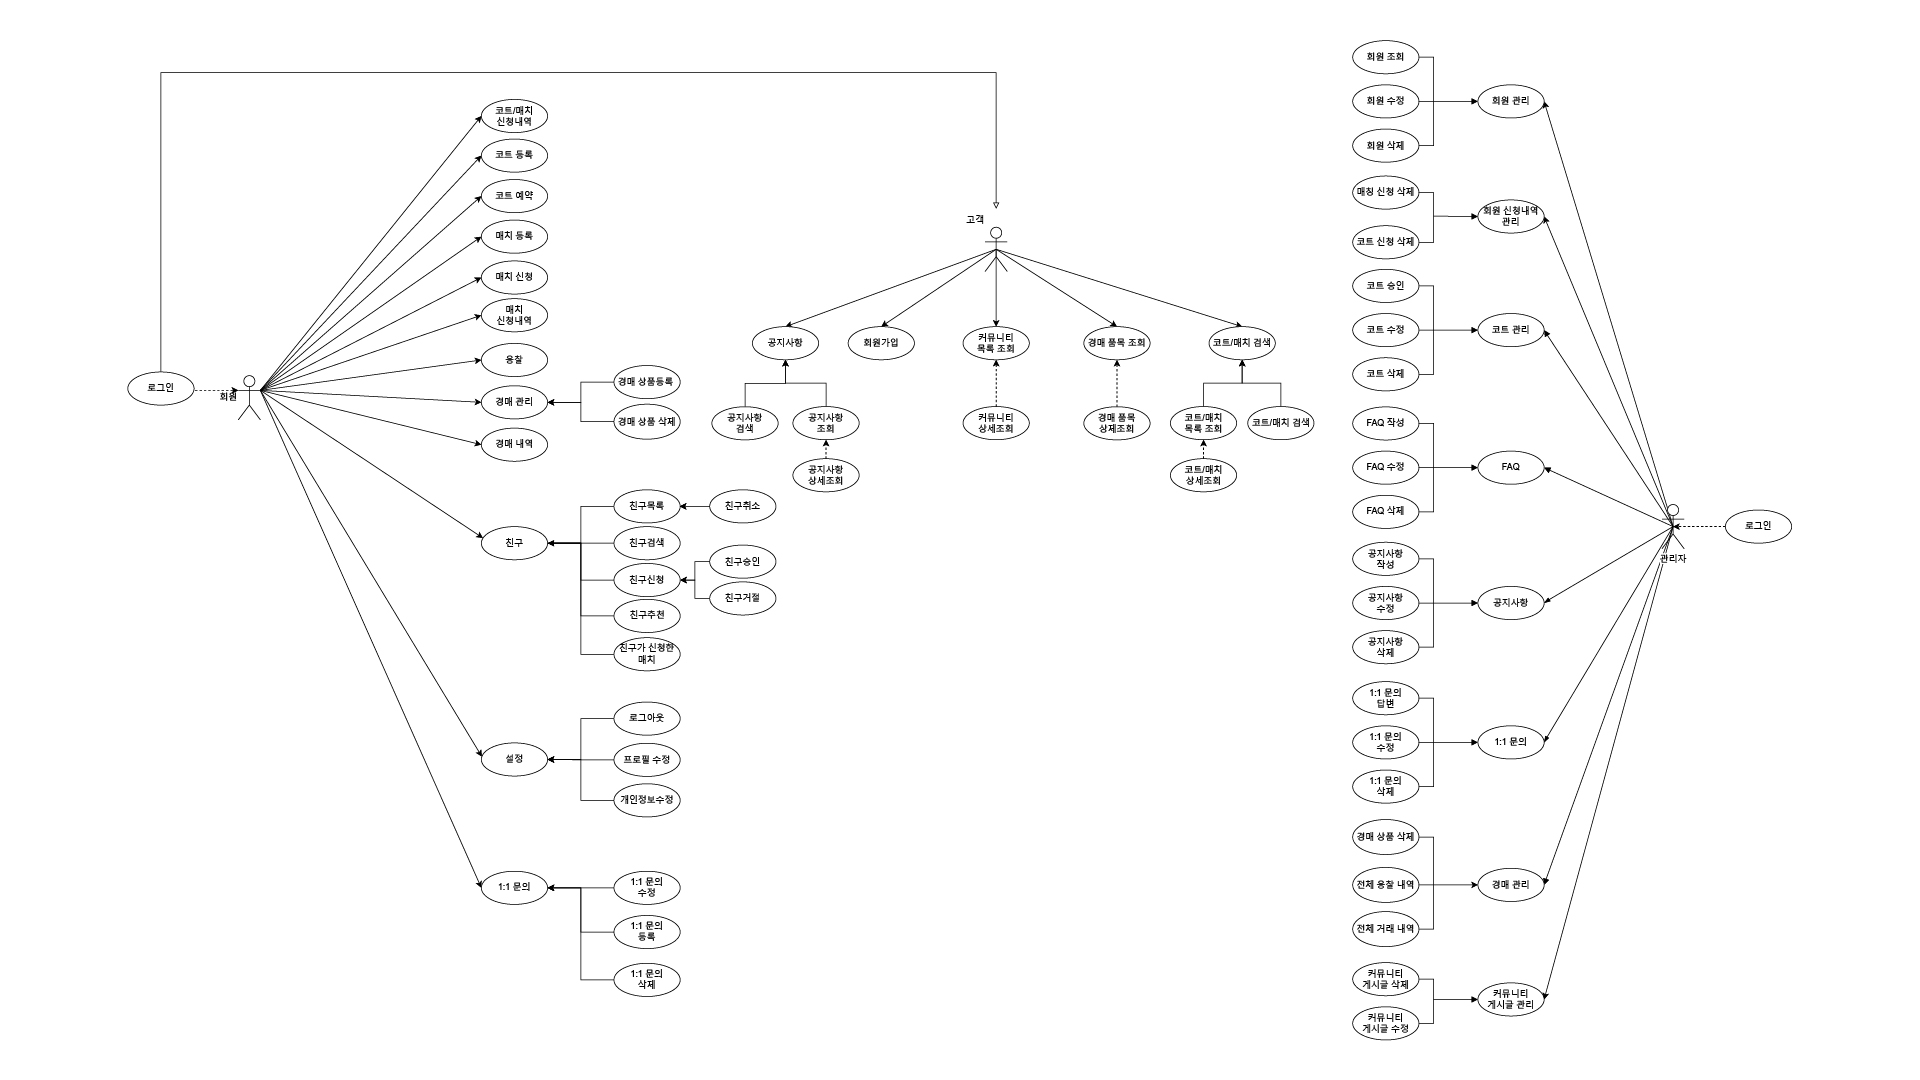 로그인
회원
코트/매치
신청내역
코트 등록
코트 예약
매치 등록
매치 신청
매치
신청내역
응찰
경매 관리
경매 내역
경매 상품등록
경매 상품 삭제
친구
친구목록
친구취소
친구검색
친구신청
친구승인
친구거절
친구추천
친구가 신청한
매치
설정
로그아웃
프로필 수정
개인정보수정
1:1 문의
1:1 문의
수정
1:1 문의
등록
1:1 문의
삭제
고객
공지사항
회원가입
커뮤니티
목록 조회
경매 품목 조회
코트/매치 검색
공지사항
검색
공지사항
조회
공지사항
상세조회
커뮤니티
상세조회
경매 품목
상제조회
코트/매치
목록 조회
코트/매치 검색
코트/매치
상세조회
회원 조회
회원 수정
회원 삭제
회원 관리
매칭 신청 삭제
코트 신청 삭제
회원 신청내역
관리
코트 승인
코트 수정
코트 삭제
코트 관리
FAQ 작성
FAQ 수정
FAQ 삭제
FAQ
공지사항
작성
공지사항
수정
공지사항
삭제
공지사항
1:1 문의
답변
1:1 문의
수정
1:1 문의
삭제
1:1 문의
경매 상품 삭제
전체 응찰 내역
전체 거래 내역
경매 관리
커뮤니티
게시글 삭제
커뮤니티
게시글 수정
커뮤니티
게시글 관리
관리자
로그인